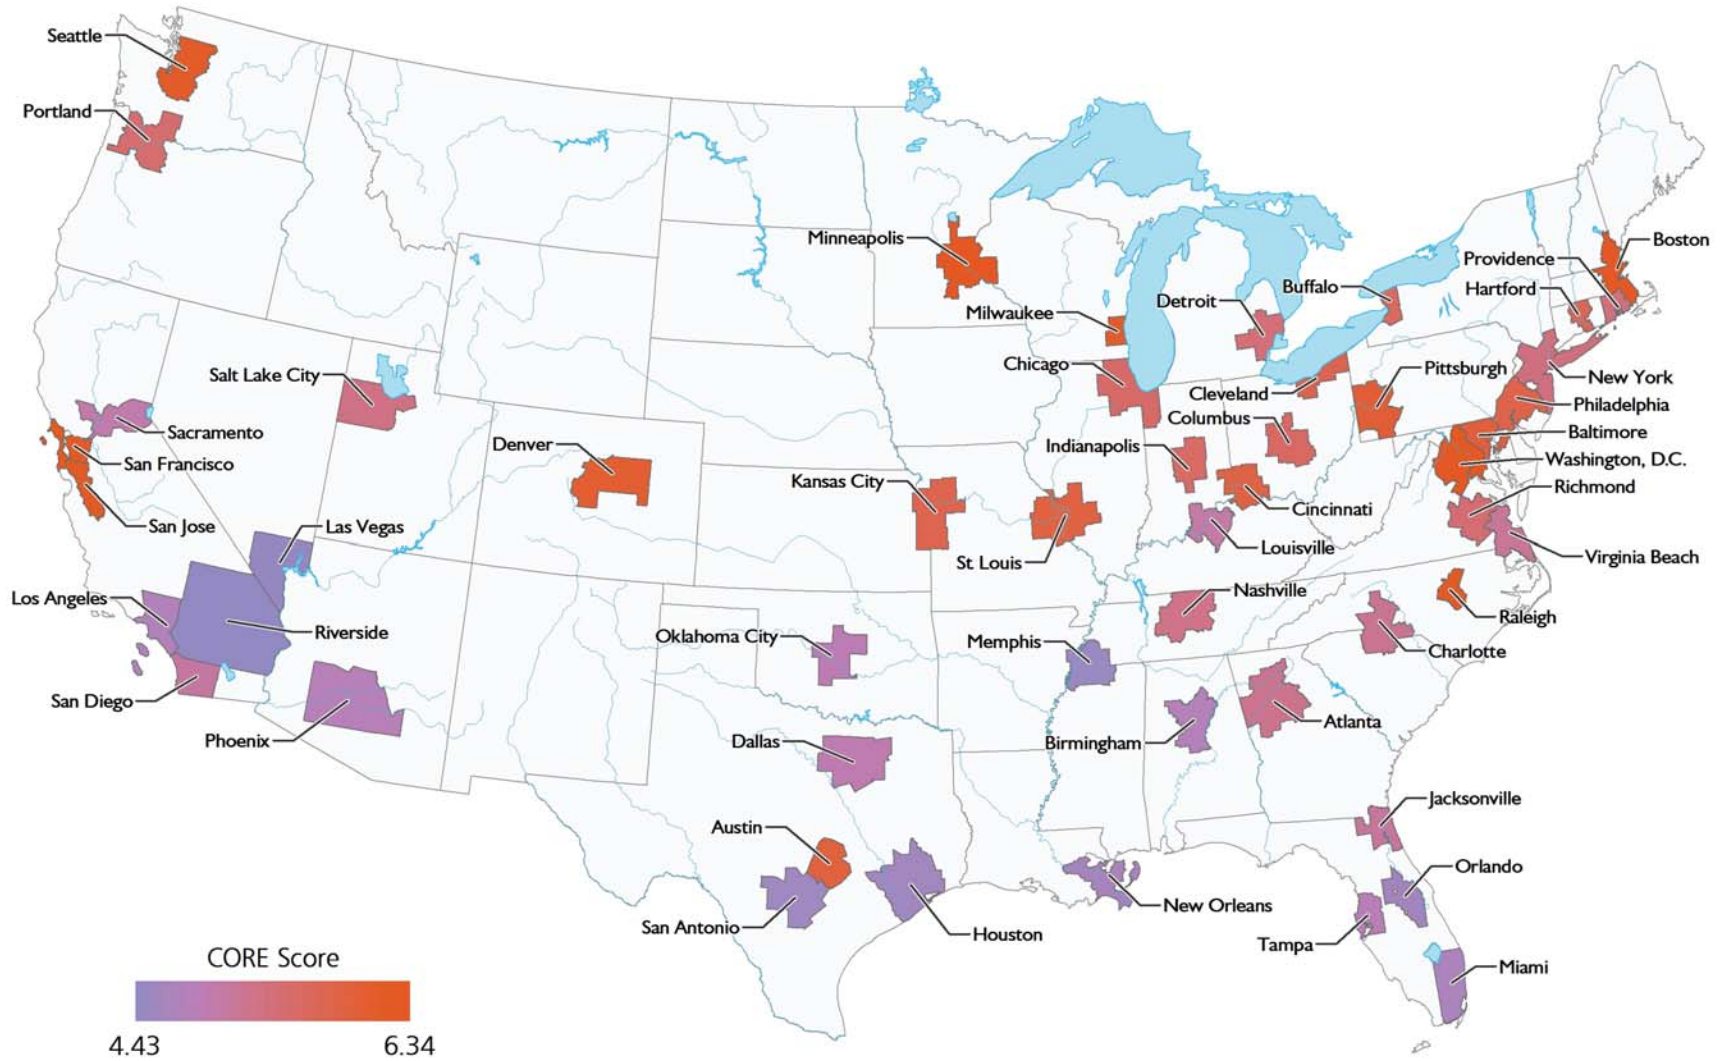 Seattle
Portland
Minneapolis
Boston
Providence
Buffalo
Hartford
Detroit
Milwaukee
Chicago
Pittsburgh
Salt Lake City
New York
Cleveland
Philadelphia
Columbus
Sacramento
Baltimore
Denver
Indianapolis
San Francisco
Washington, D.C.
Kansas City
Richmond
Cincinnati
San Jose
Las Vegas
Louisville
Virginia Beach
St. Louis
Nashville
Los Angeles
Raleigh
Riverside
Oklahoma City
Memphis
Charlotte
San Diego
Atlanta
Phoenix
Dallas
Birmingham
Jacksonville
Austin
Orlando
New Orleans
San Antonio
Houston
Tampa
CORE Score
Miami
4.43
6.34